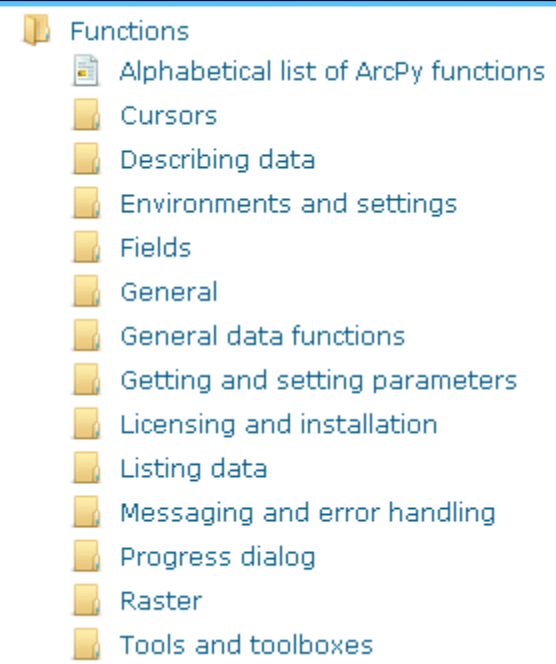 Functions
Alphabetical list of ArcPy functions
Cursors
Describing data
Environments and settings
Fields
General
General data functions
Getting and setting parameters
Licensing and installation
Listing data
Messaging and error handling
Progress dialog
Raster
Tools and toolboxes